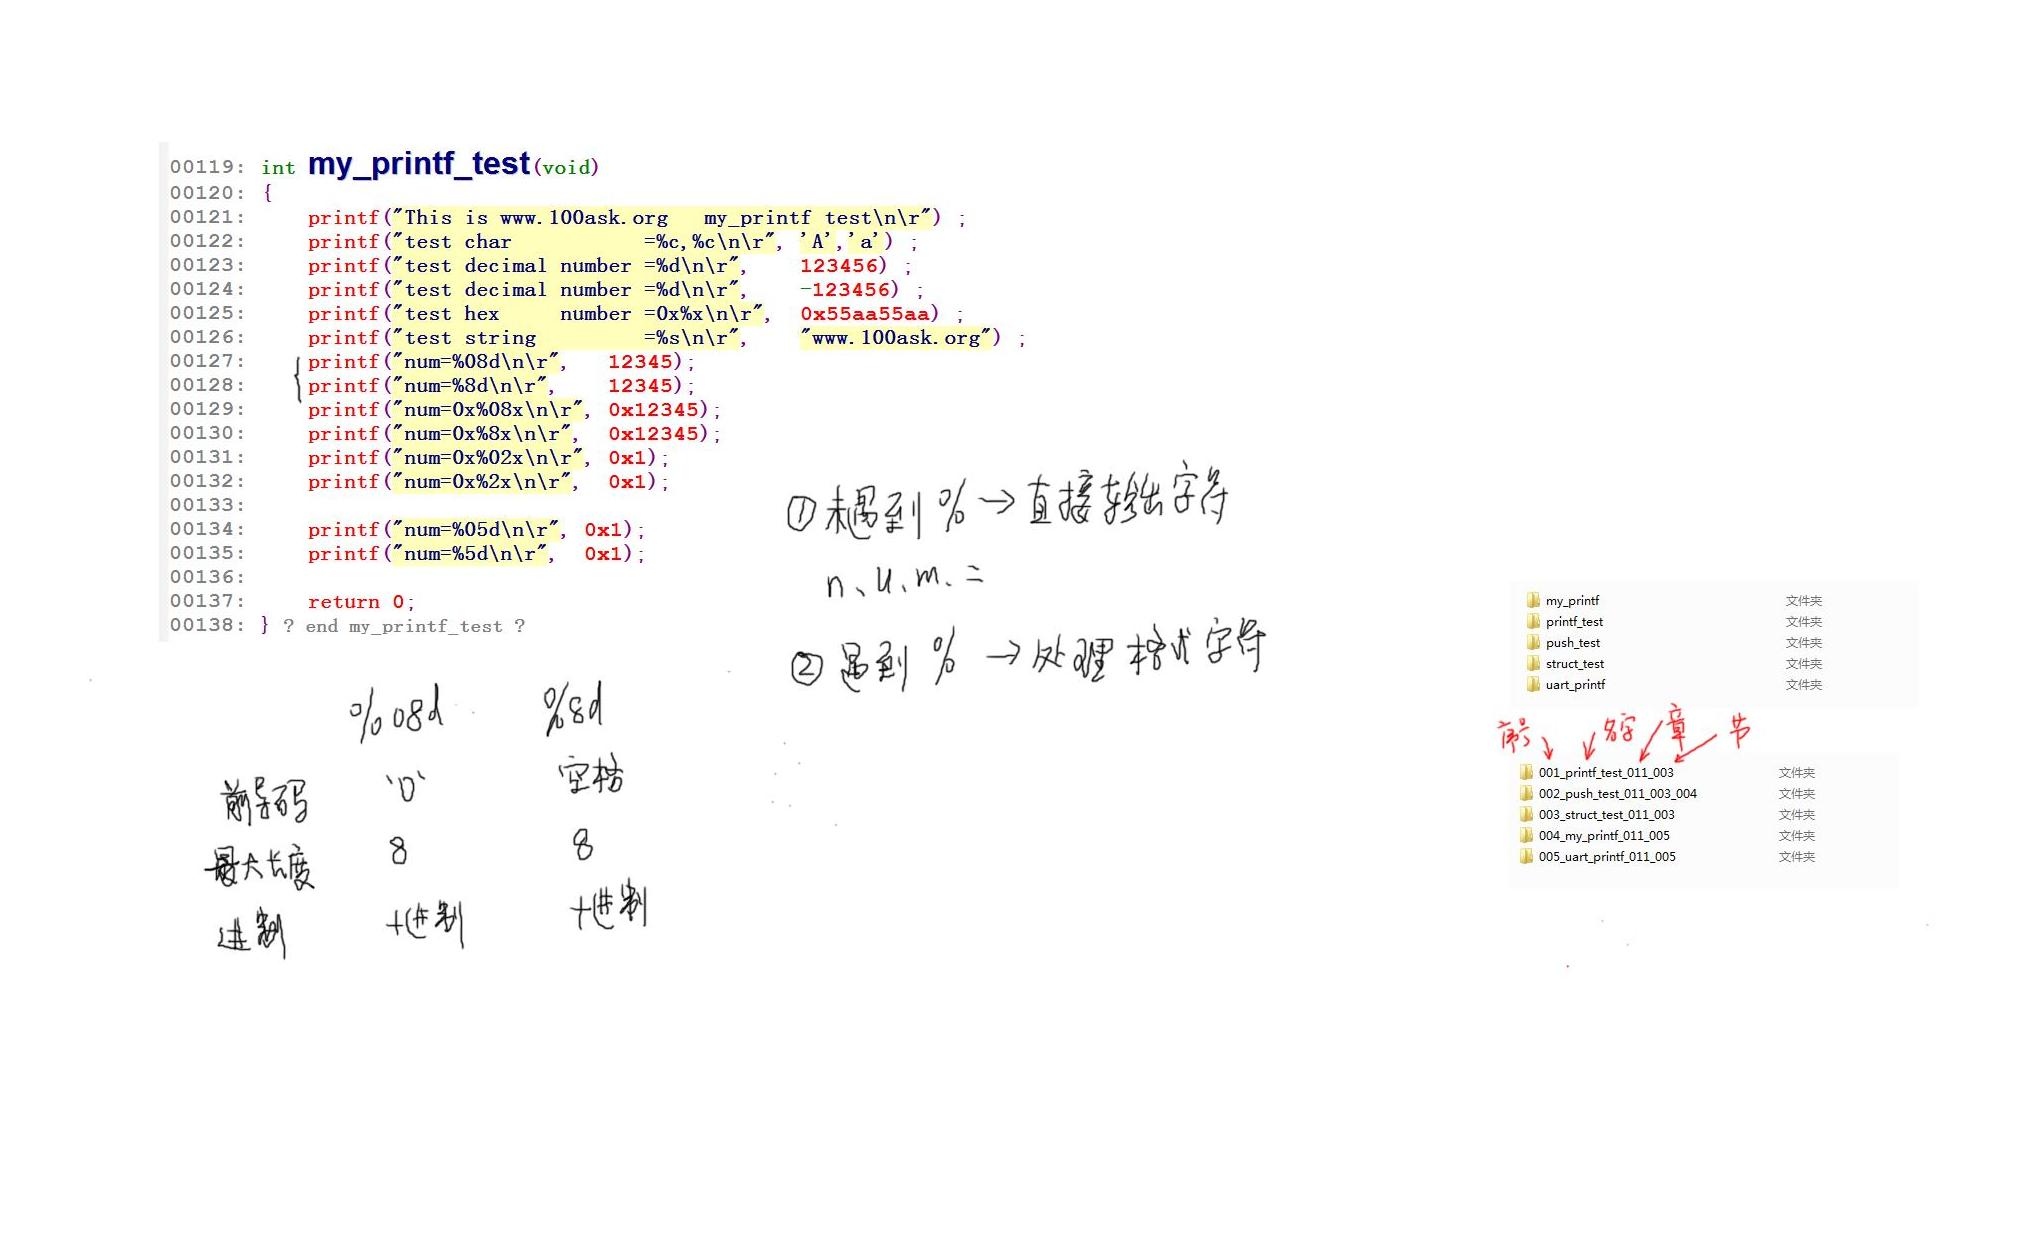 00119: int my_printf_test(void)
00120: {
00121: printf("This is www.100ask.org   my_printf test\n\r") ;
00122: printf("test char           =%c,%c\n\r", 'A','a') ;
00123: printf("test decimal number =%d\n\r",    123456) ;
00124: printf("test decimal number =%d\n\r",    -123456) ;
00125: printf("test hex     number =0x%x\n\r",  0x55aa55aa) ;
00126: printf("test string         =%s\n\r",    "www.100ask.org") ;
00127: printf("num=%08d\n\r",   12345);
00128: printf("num=%8d\n\r",    12345);
00129: printf("num=0x%08x\n\r", 0x12345);
00130: printf("num=0x%8x\n\r",  0x12345);
00131: printf("num=0x%02x\n\r", 0x1);
00132: printf("num=0x%2x\n\r",  0x1);
00133:
00134: printf("num=%05d\n\r", 0x1);
00135: printf("num=%5d\n\r",  0x1);
00136:
00137: return 0;
00138: } ? end my_printf_test ?
① 未遇到 % → 直接输出字符
n、u、m、=
② 遇到 % → 处理格式字符
%08d %8d
前导码 '0' 空格
最大长度 8 8
进制 十进制 十进制
my_printf 文件夹
printf_test 文件夹
push_test 文件夹
struct_test 文件夹
uart_printf 文件夹
序号 名字 章 节
001_printf_test_011_003 文件夹
002_push_test_011_003_004 文件夹
003_struct_test_011_003 文件夹
004_my_printf_011_005 文件夹
005_uart_printf_011_005 文件夹